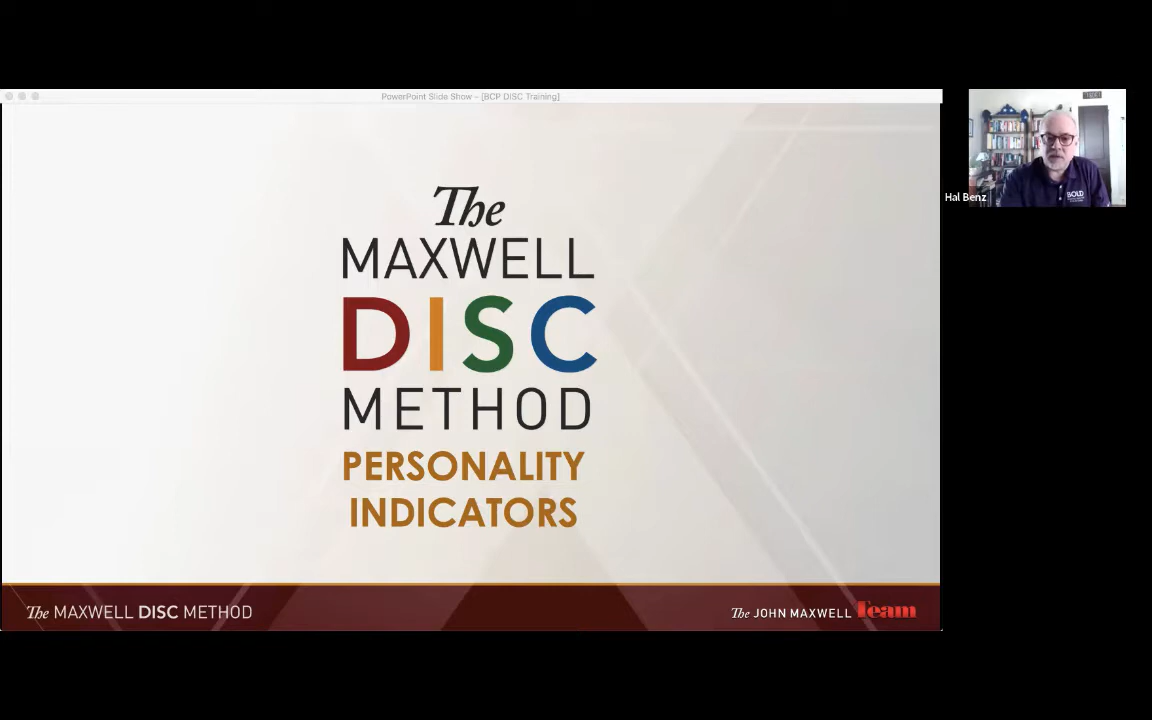 PowerPoint Slide Show - [BCP DISC Training]
The
MAXWELL
DISC
METHOD
PERSONALITY
INDICATORS
The MAXWELL DISC METHOD
The JOHN MAXWELL Team
Hal Benz
BOLD